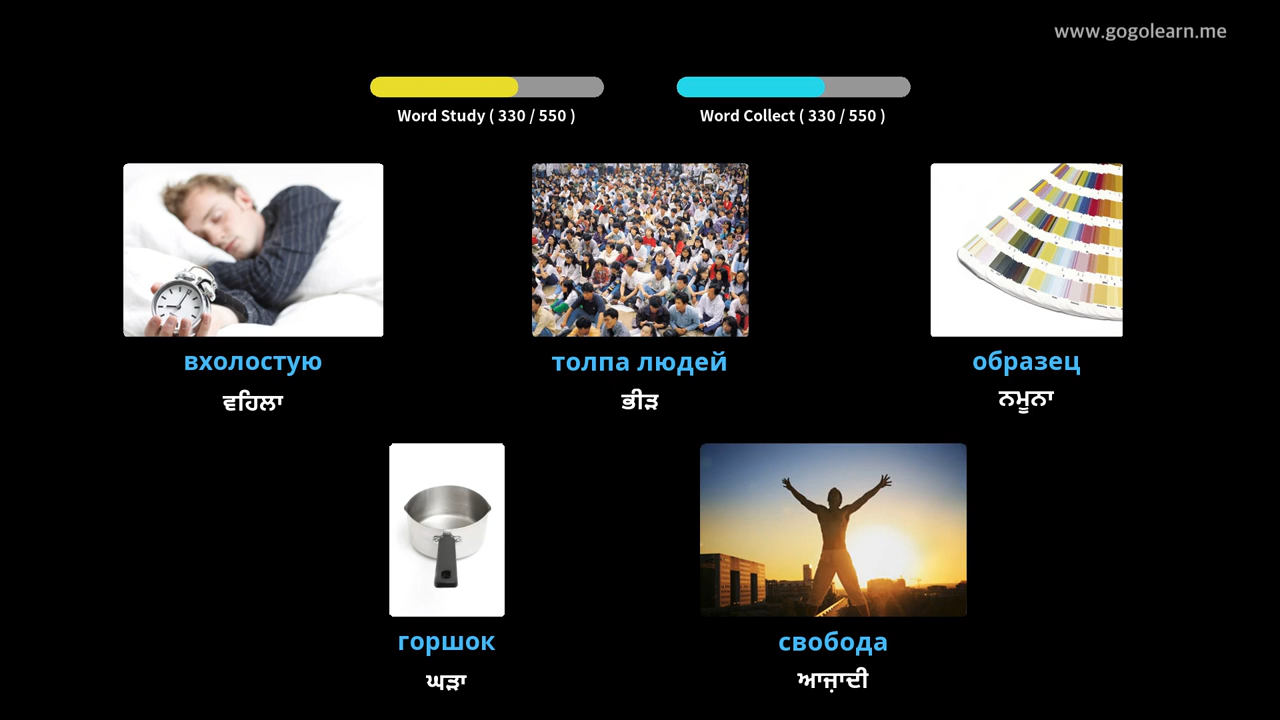 www.gogolearn.me
Word Study ( 330 / 550 )
Word Collect ( 330 / 550 )
вхолостую
ਵਹਿਲਾ
толпа людей
ਭੀੜ
образец
ਨਮੂਨਾ
горшок
ਘੜਾ
свобода
ਆਜ਼ਾਦੀ